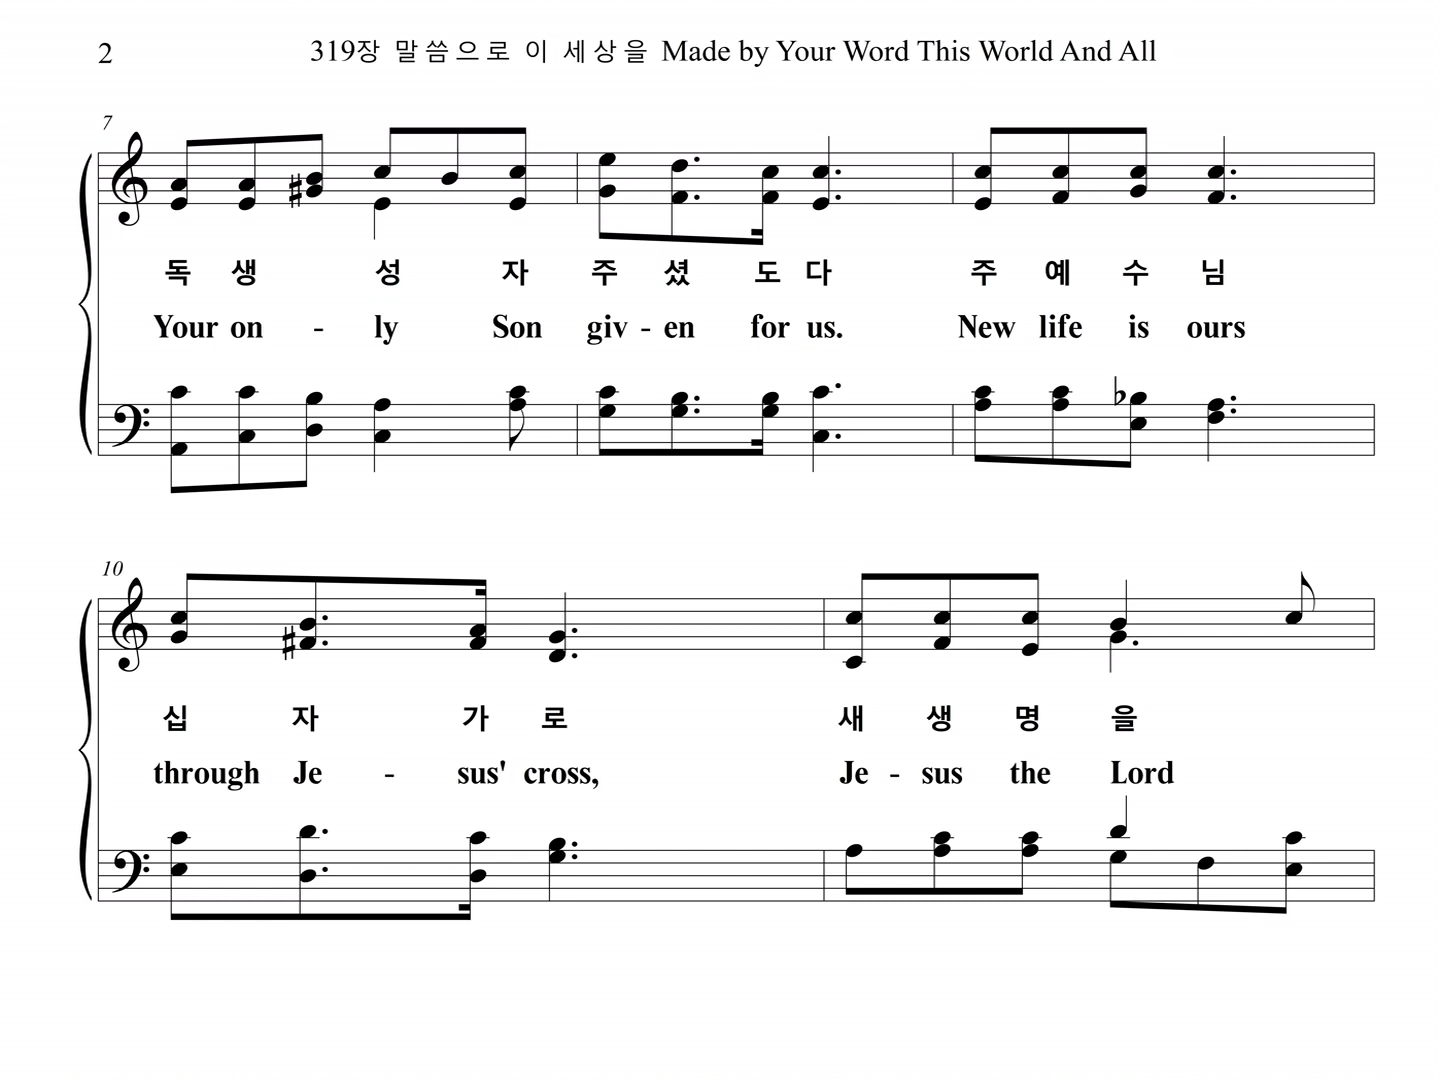 2
319장 말씀으로 이 세상을 Made by Your Word This World And All
7
독 생 성 자 주 셨 도 다 주 예 수 님
Your on - ly Son giv - en for us. New life is ours
10
십 자 가 로 새 생 명 을
through Je - sus' cross, Je - sus the Lord